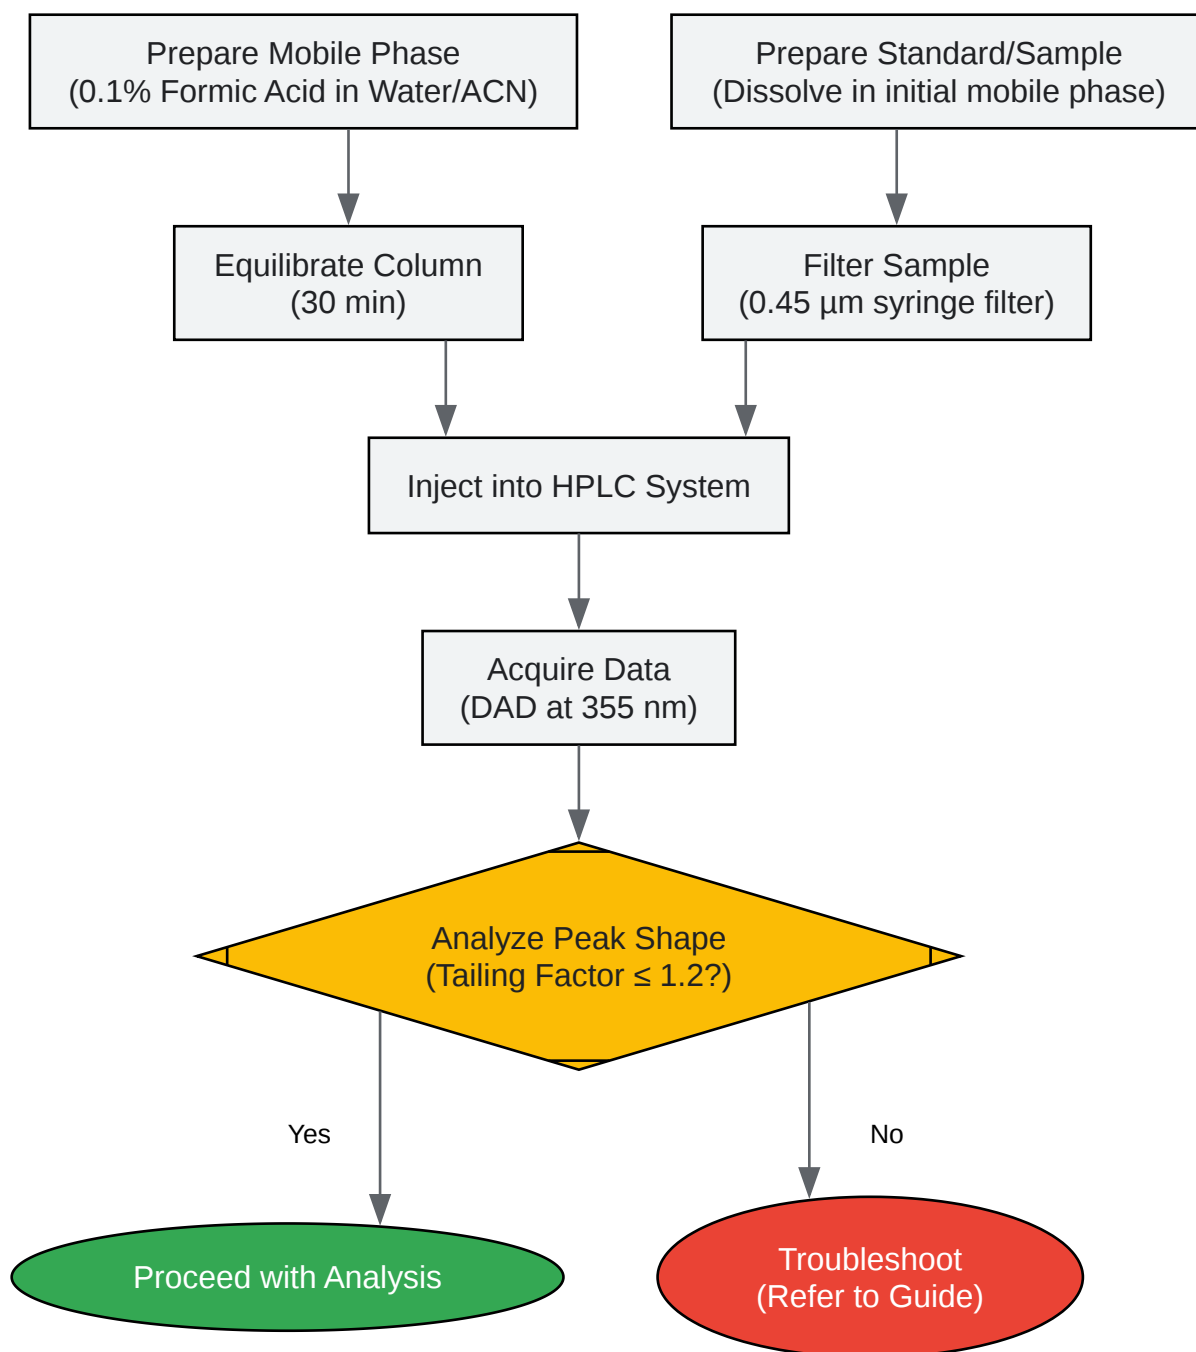 Prepare Mobile Phase
(0.1% Formic Acid in Water/ACN)
Prepare Standard/Sample
(Dissolve in initial mobile phase)
Equilibrate Column
(30 min)
Filter Sample
(0.45 µm syringe filter)
Inject into HPLC System
Acquire Data
(DAD at 355 nm)
Analyze Peak Shape
(Tailing Factor ≤ 1.2?)
Yes
No
Proceed with Analysis
Troubleshoot
(Refer to Guide)